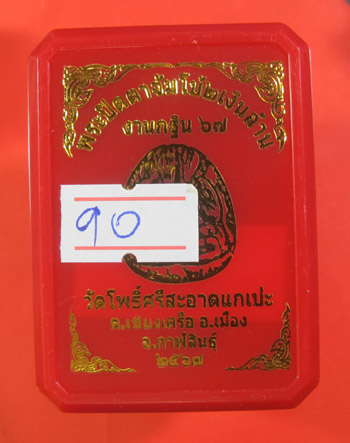 พระปิดตาจัมโบ้๒เงินล้าน
งานกฐิน ๖๗
90
วัดโพธิ์ศรีสะอาดแกเปะ
ต.เชียงเครือ อ.เมือง
จ.กาฬสินธุ์
๒๕๖๗